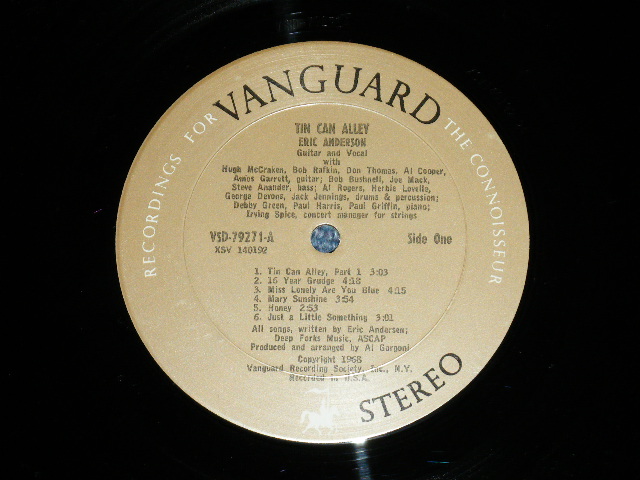 RECORDINGS FOR
VANGUARD
THE CONNOISSEUR
TIN CAN ALLEY
ERIC ANDERSON
Guitar and Vocal
with
Hugh McCraken, Bob Rafkin, Don Thomas, Al Cooper,
Amos Garrett, guitar; Bob Bushnell, Joe Mack,
Steve Amander, bass; Al Rogers, Herbie Lovelle,
George Devens, Jack Jennings, drums & percussion;
Debby Green, Paul Harris, Paul Griffin, piano;
Irving Spice, concert manager for strings
VSD-79271-A Side One
XSV 140192
1. Tin Can Alley, Part 1 3:03
2. 16 Year Grudge 4:18
3. Miss Lonely Are You Blue 4:15
4. Mary Sunshine 3:54
5. Honey 2:53
6. Just a Little Something 3:01
All songs, written by Eric Andersen;
Deep Forks Music, ASCAP
Produced and arranged by Al Gorgoni
Copyright 1968
Vanguard Recording Society, Inc., N.Y.
Recorded in U.S.A.
STEREO